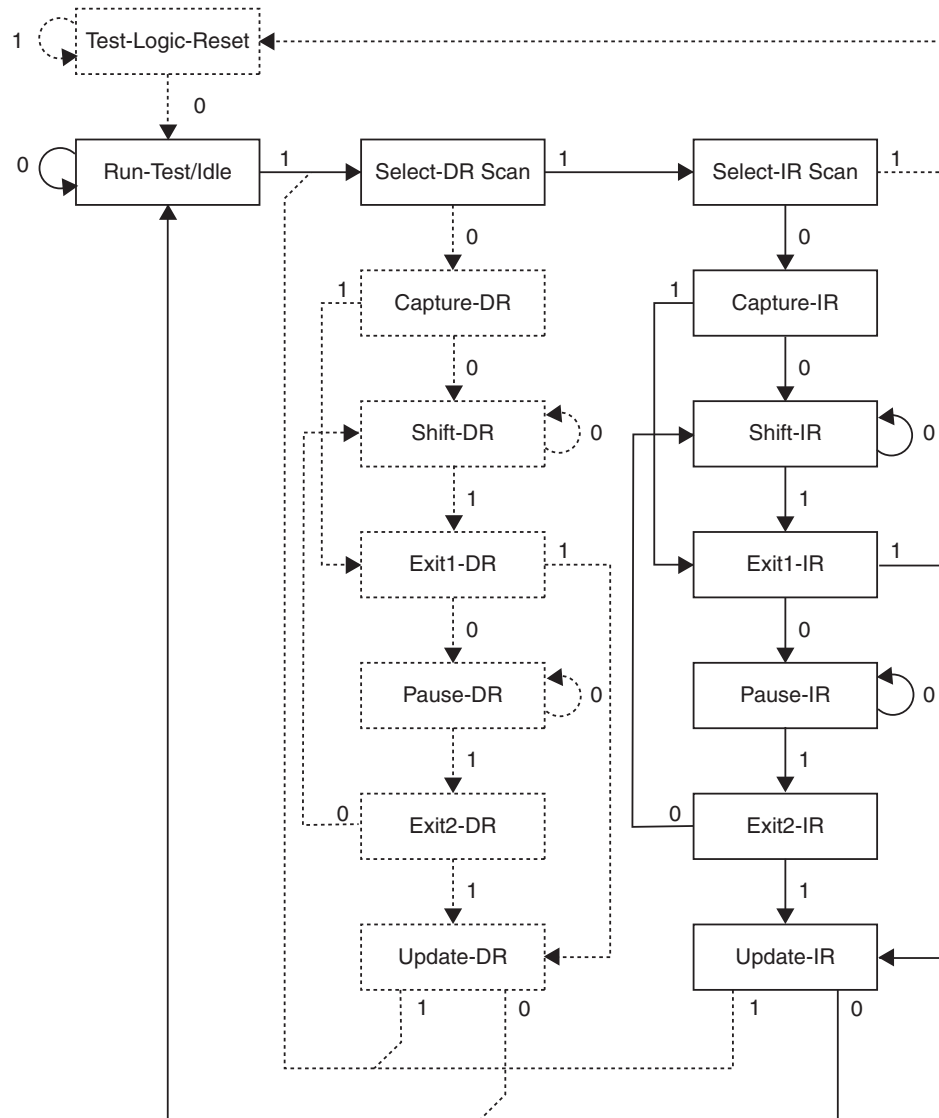 1 Test-Logic-Reset
0
0 Run-Test/Idle 1 Select-DR Scan 1 Select-IR Scan 1
0 0
1 Capture-DR 1 Capture-IR
0 0
Shift-DR 0 Shift-IR 0
1 1
Exit1-DR 1 Exit1-IR 1
0 0
Pause-DR 0 Pause-IR 0
1 1
0 Exit2-DR 0 Exit2-IR
1 1
Update-DR Update-IR
1 0 1 0